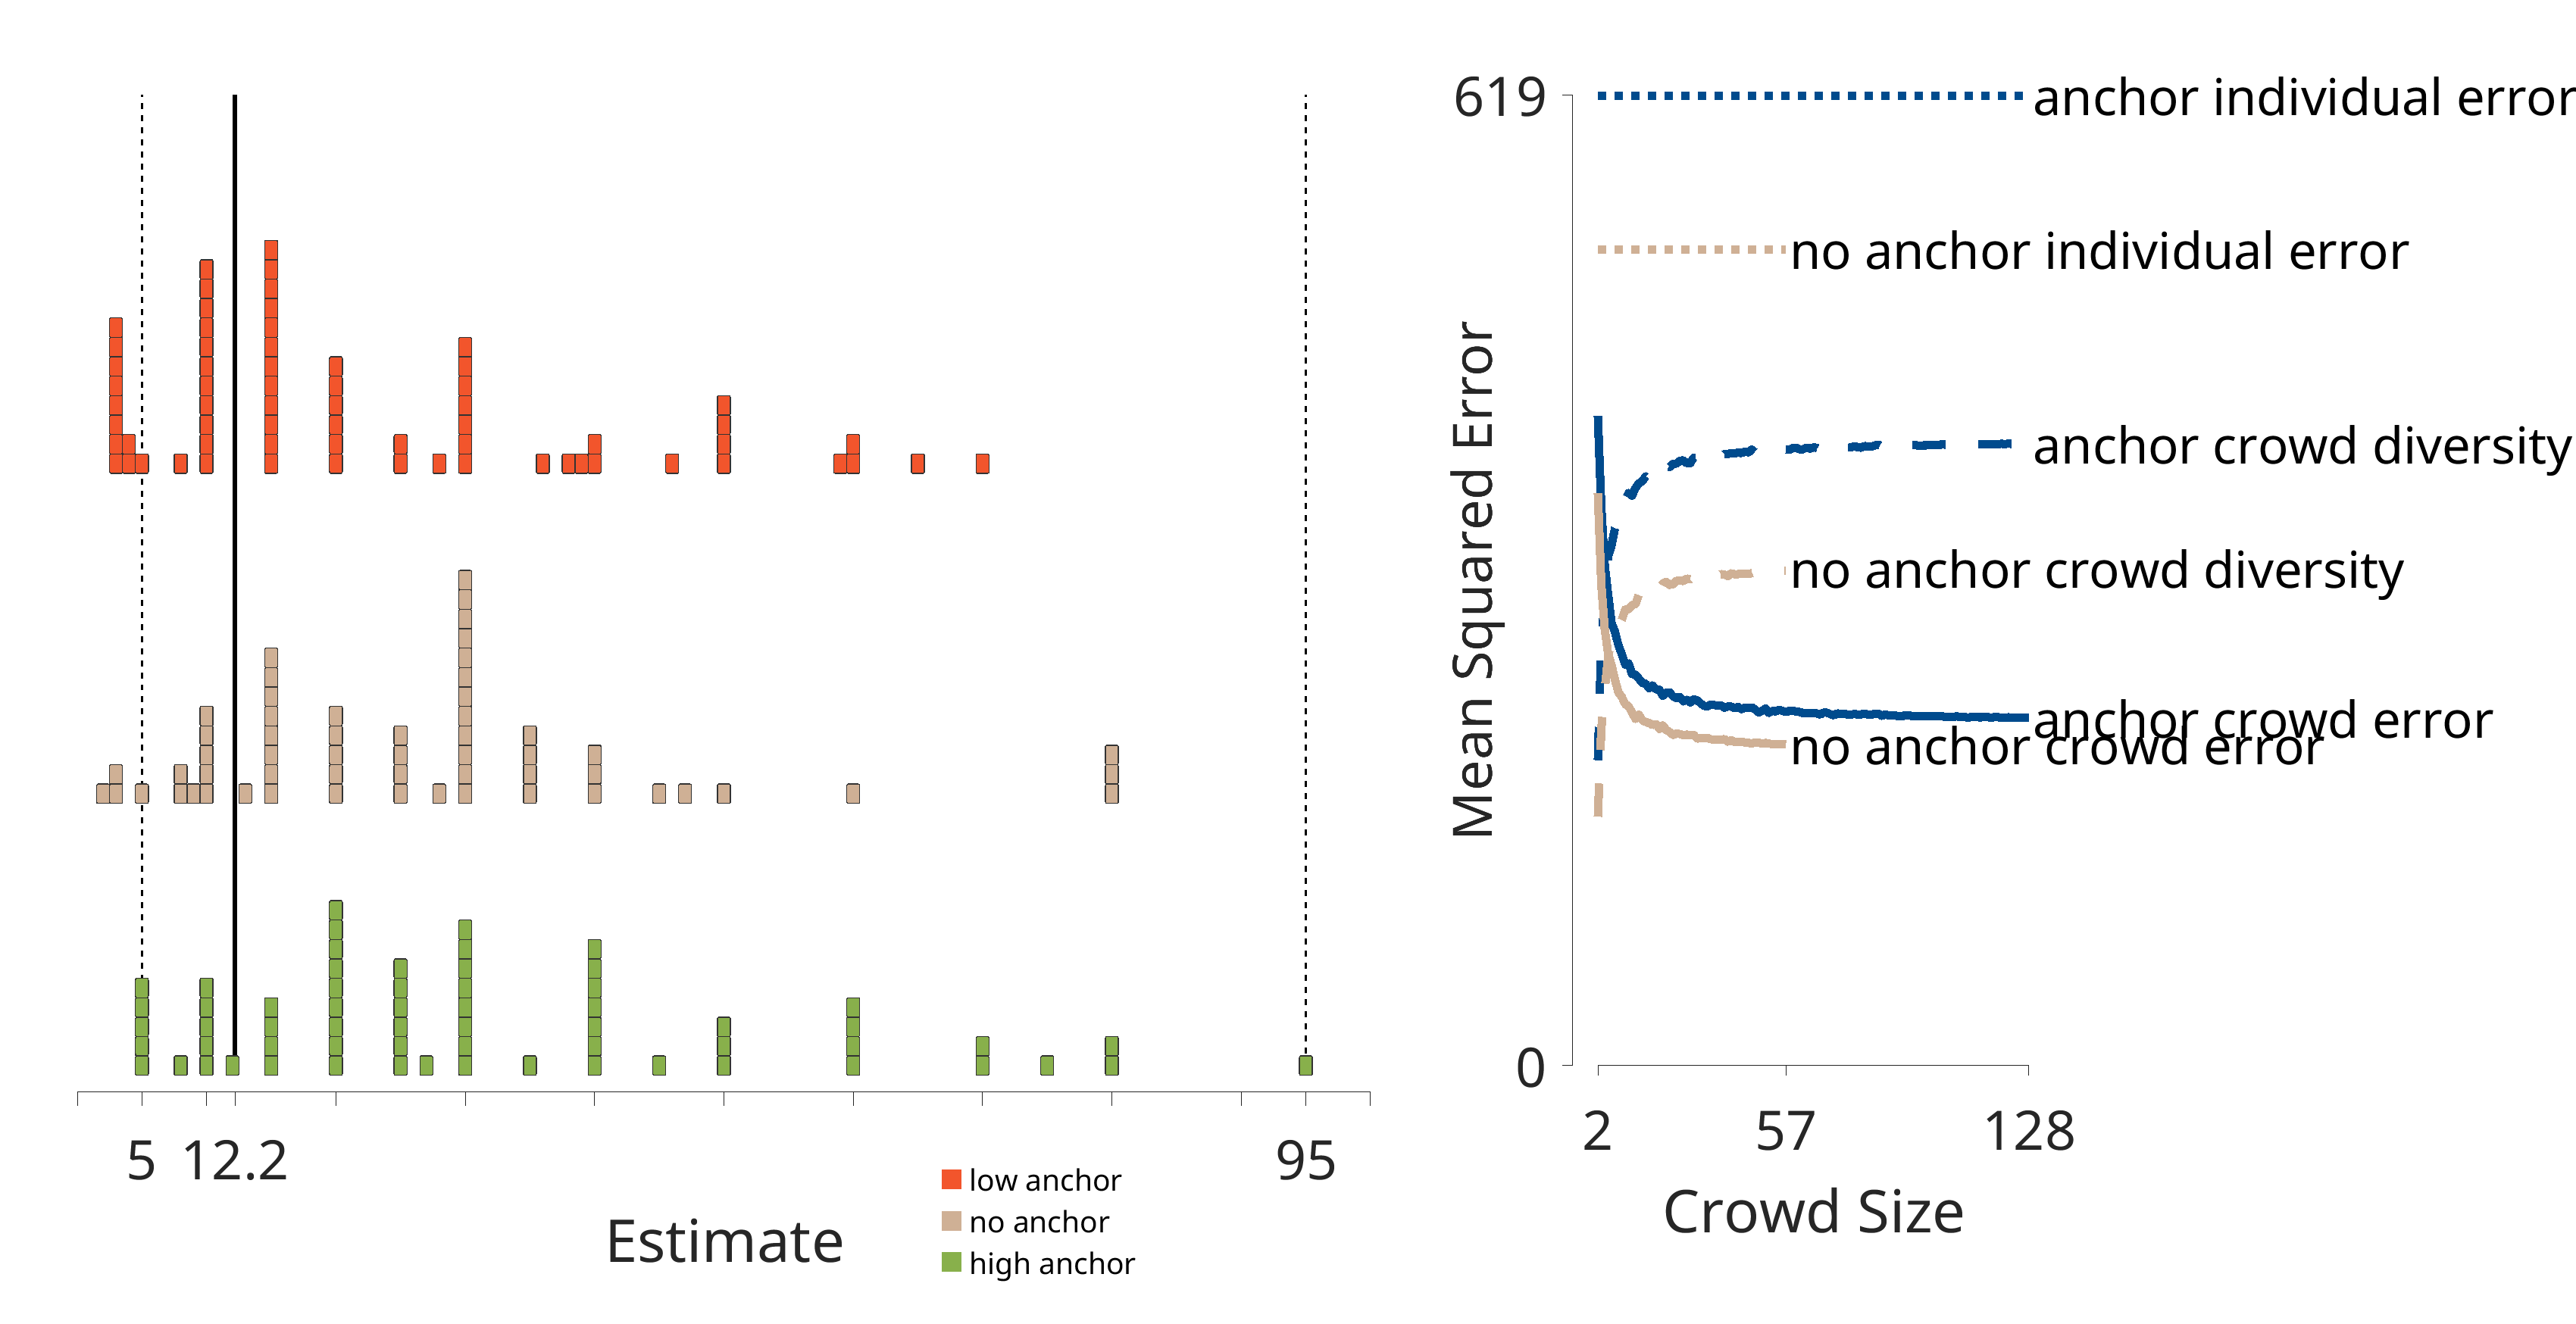 5 12.2 95
Estimate
low anchor
no anchor
high anchor
619
0
Mean Squared Error
anchor individual error
no anchor individual error
anchor crowd diversity
no anchor crowd diversity
anchor crowd error
no anchor crowd error
2 57 128
Crowd Size